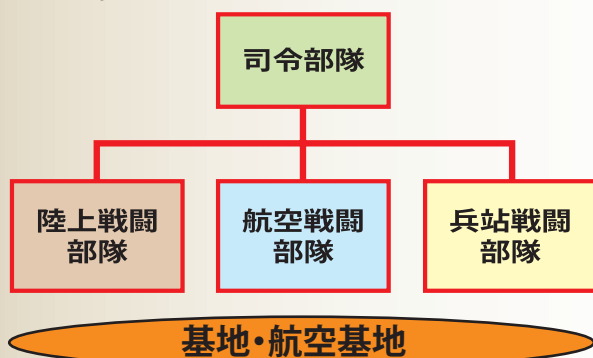 司令部隊
陸上戦闘
部隊
航空戦闘
部隊
兵站戦闘
部隊
基地・航空基地